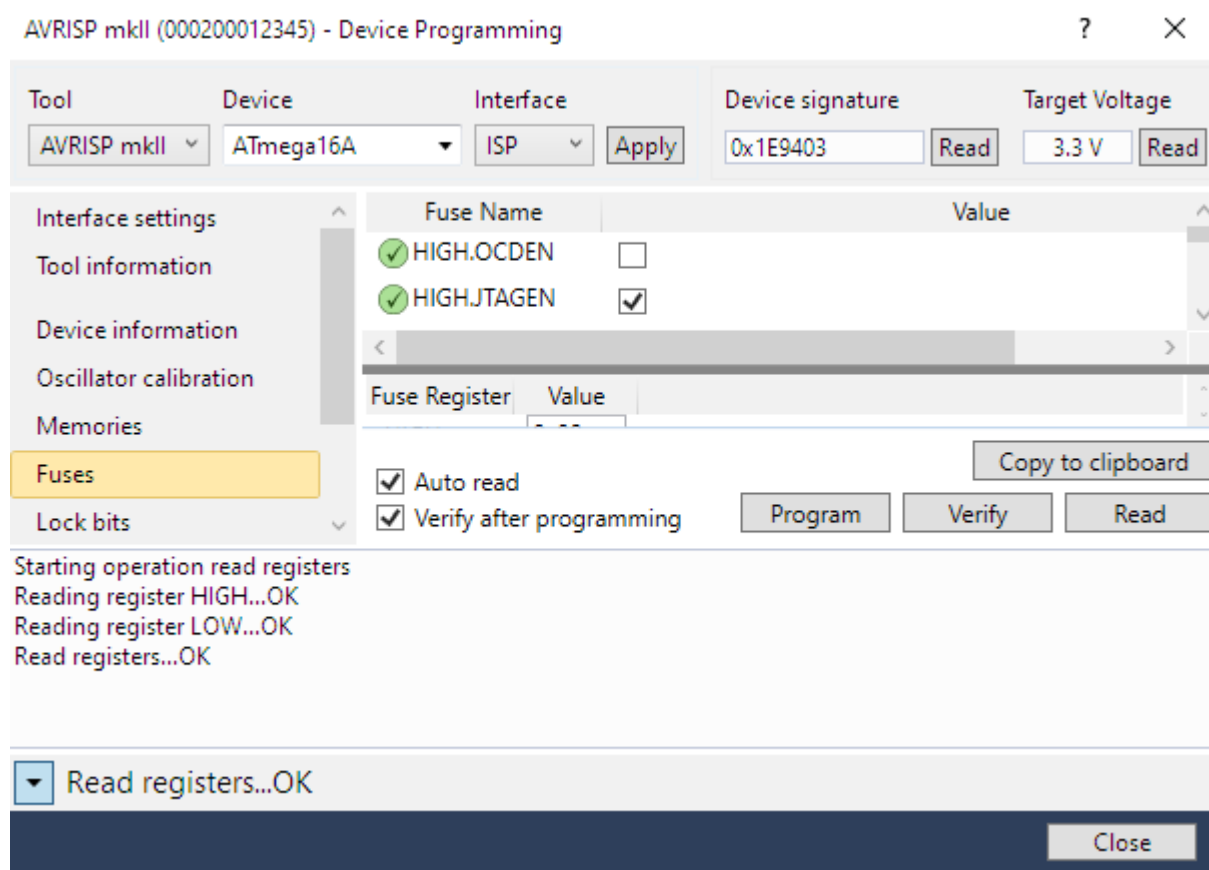 AVRISP mkII (000200012345) - Device Programming
? ✕
Tool Device Interface Device signature Target Voltage
AVRISP mkII ATmega16A ISP Apply 0x1E9403 Read 3.3 V Read
Interface settings
Tool information
Device information
Oscillator calibration
Memories
Fuses
Lock bits
Fuse Name Value
HIGH.OCDEN
HIGH.JTAGEN
Fuse Register Value
Copy to clipboard
Auto read
Verify after programming
Program Verify Read
Starting operation read registers
Reading register HIGH...OK
Reading register LOW...OK
Read registers...OK
Read registers...OK
Close